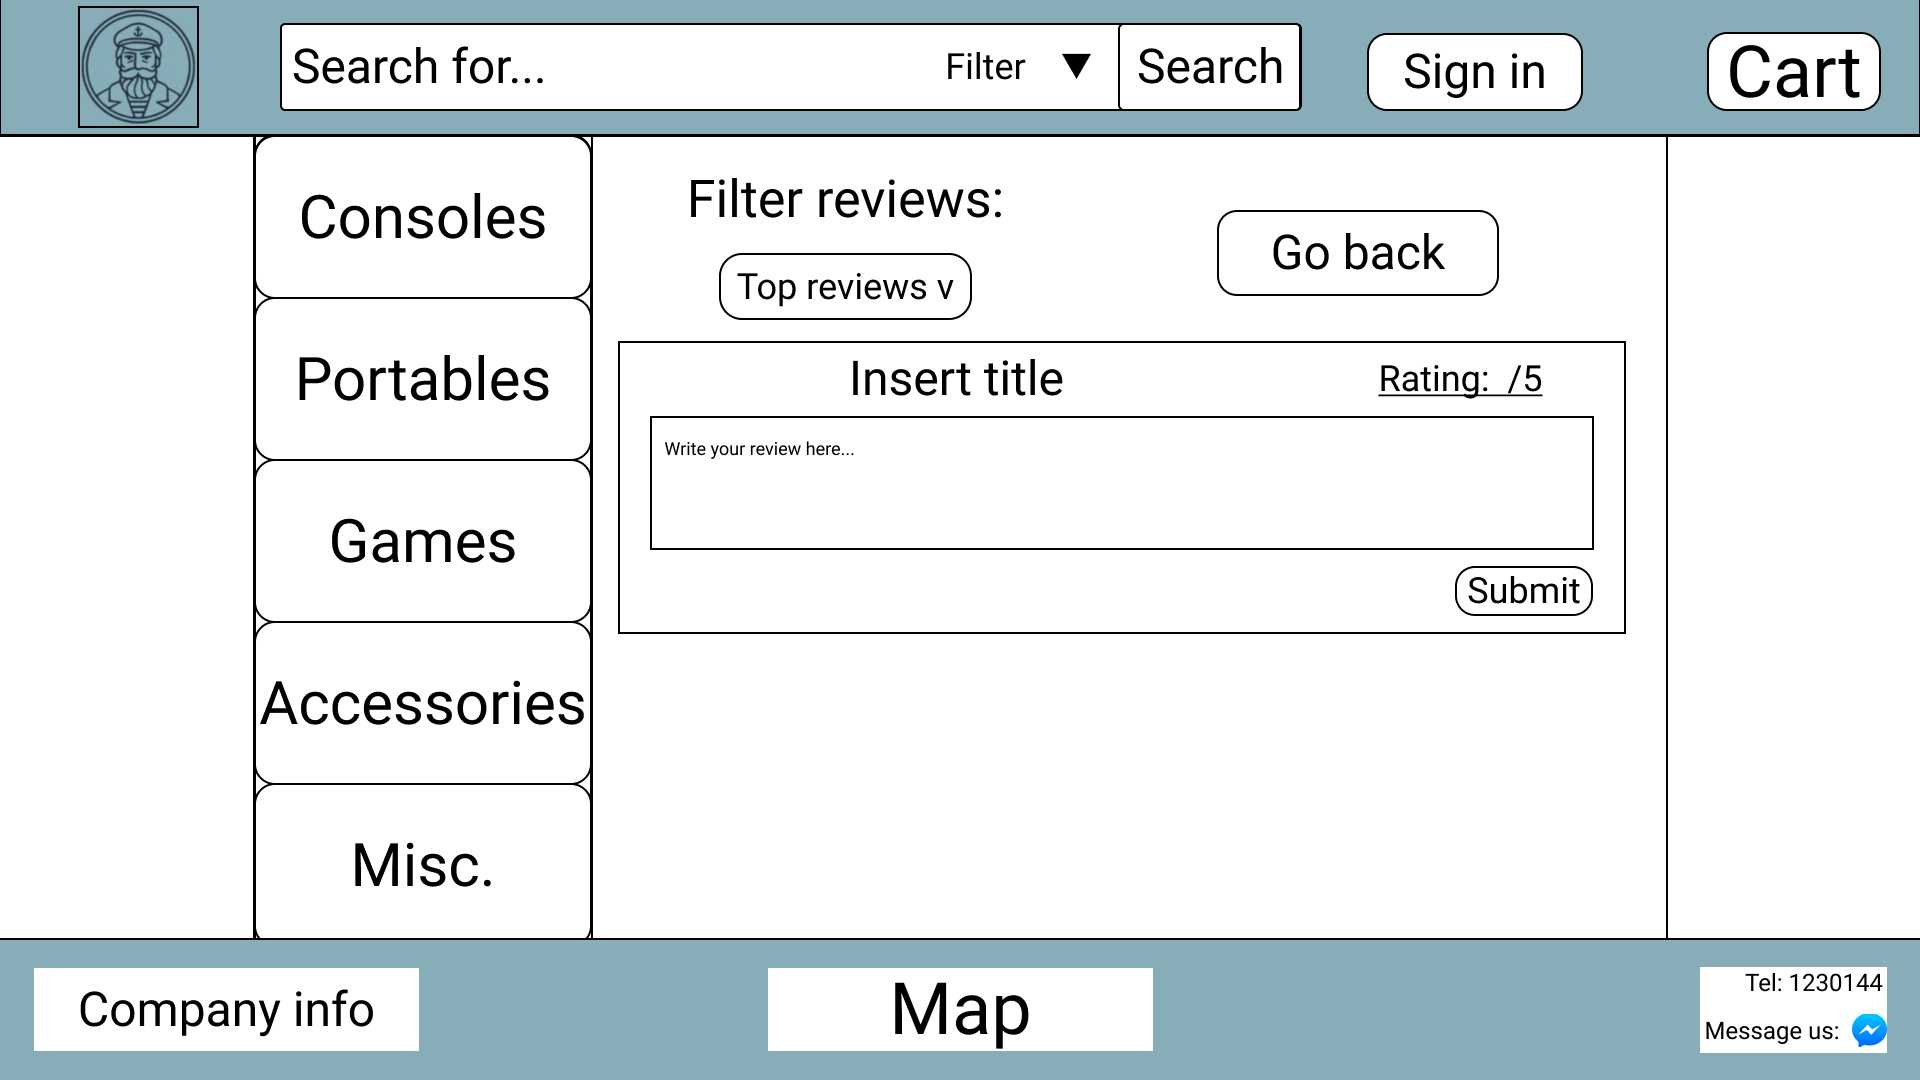 Search for...
Filter ▼
Search
Sign in
Cart
Consoles
Portables
Games
Accessories
Misc.
Filter reviews:
Top reviews v
Go back
Insert title
Rating:  /5
Write your review here...
Submit
Company info
Map
Tel: 1230144
Message us: